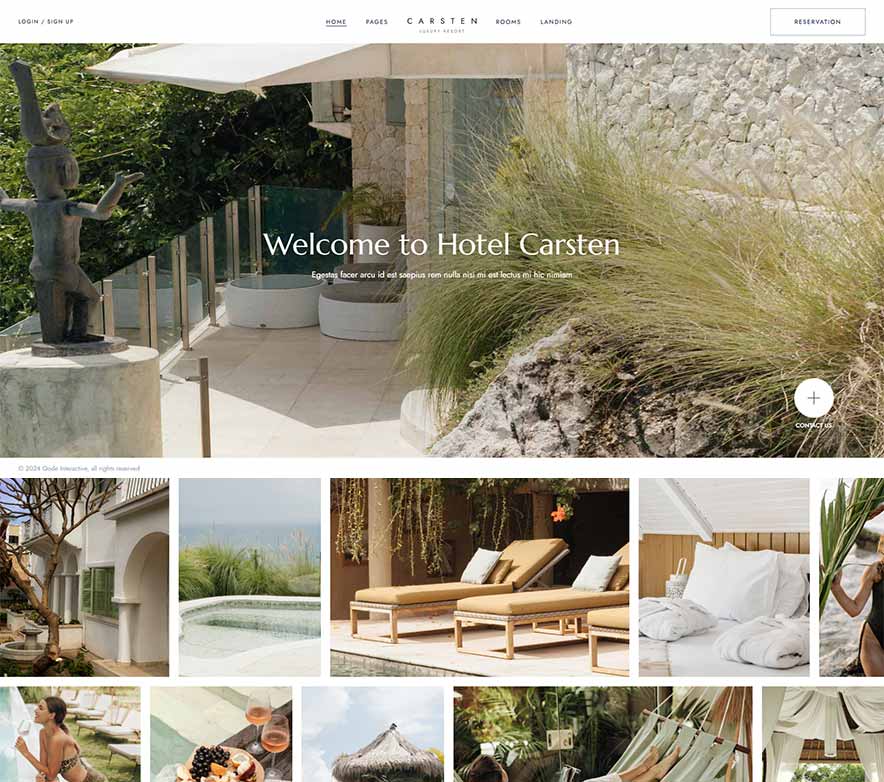 LOGIN / SIGN UP
HOME
PAGES
CARSTEN
LUXURY RESORT
ROOMS
LANDING
RESERVATION
Welcome to Hotel Carsten
Egestas facer arcu id est saepius rem nulla nisi mi est lectus mi hic nimiam
CONTACT US
© 2024 Qode Interactive, all rights reserved